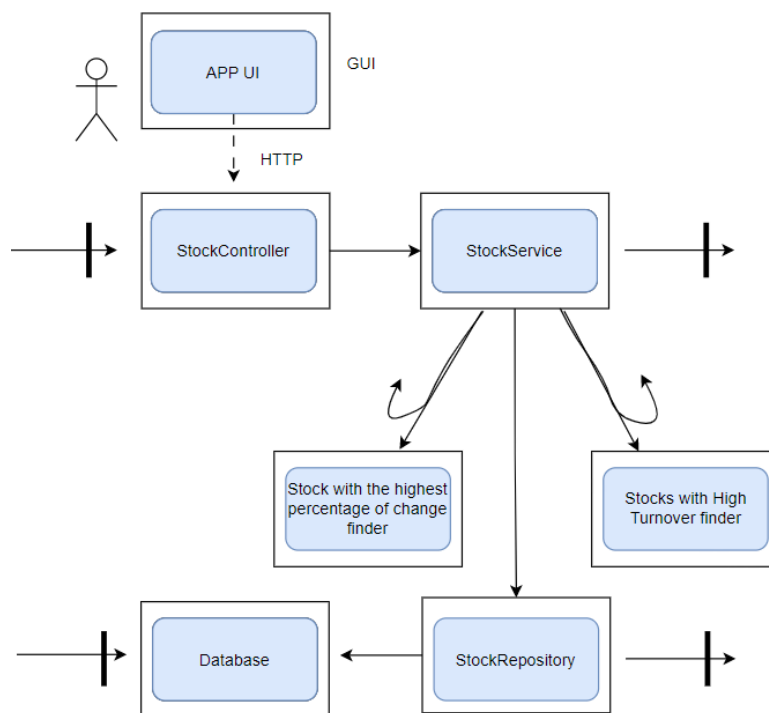 APP UI
GUI
HTTP
StockController
StockService
Stock with the highest
percentage of change
finder
Stocks with High
Turnover finder
Database
StockRepository